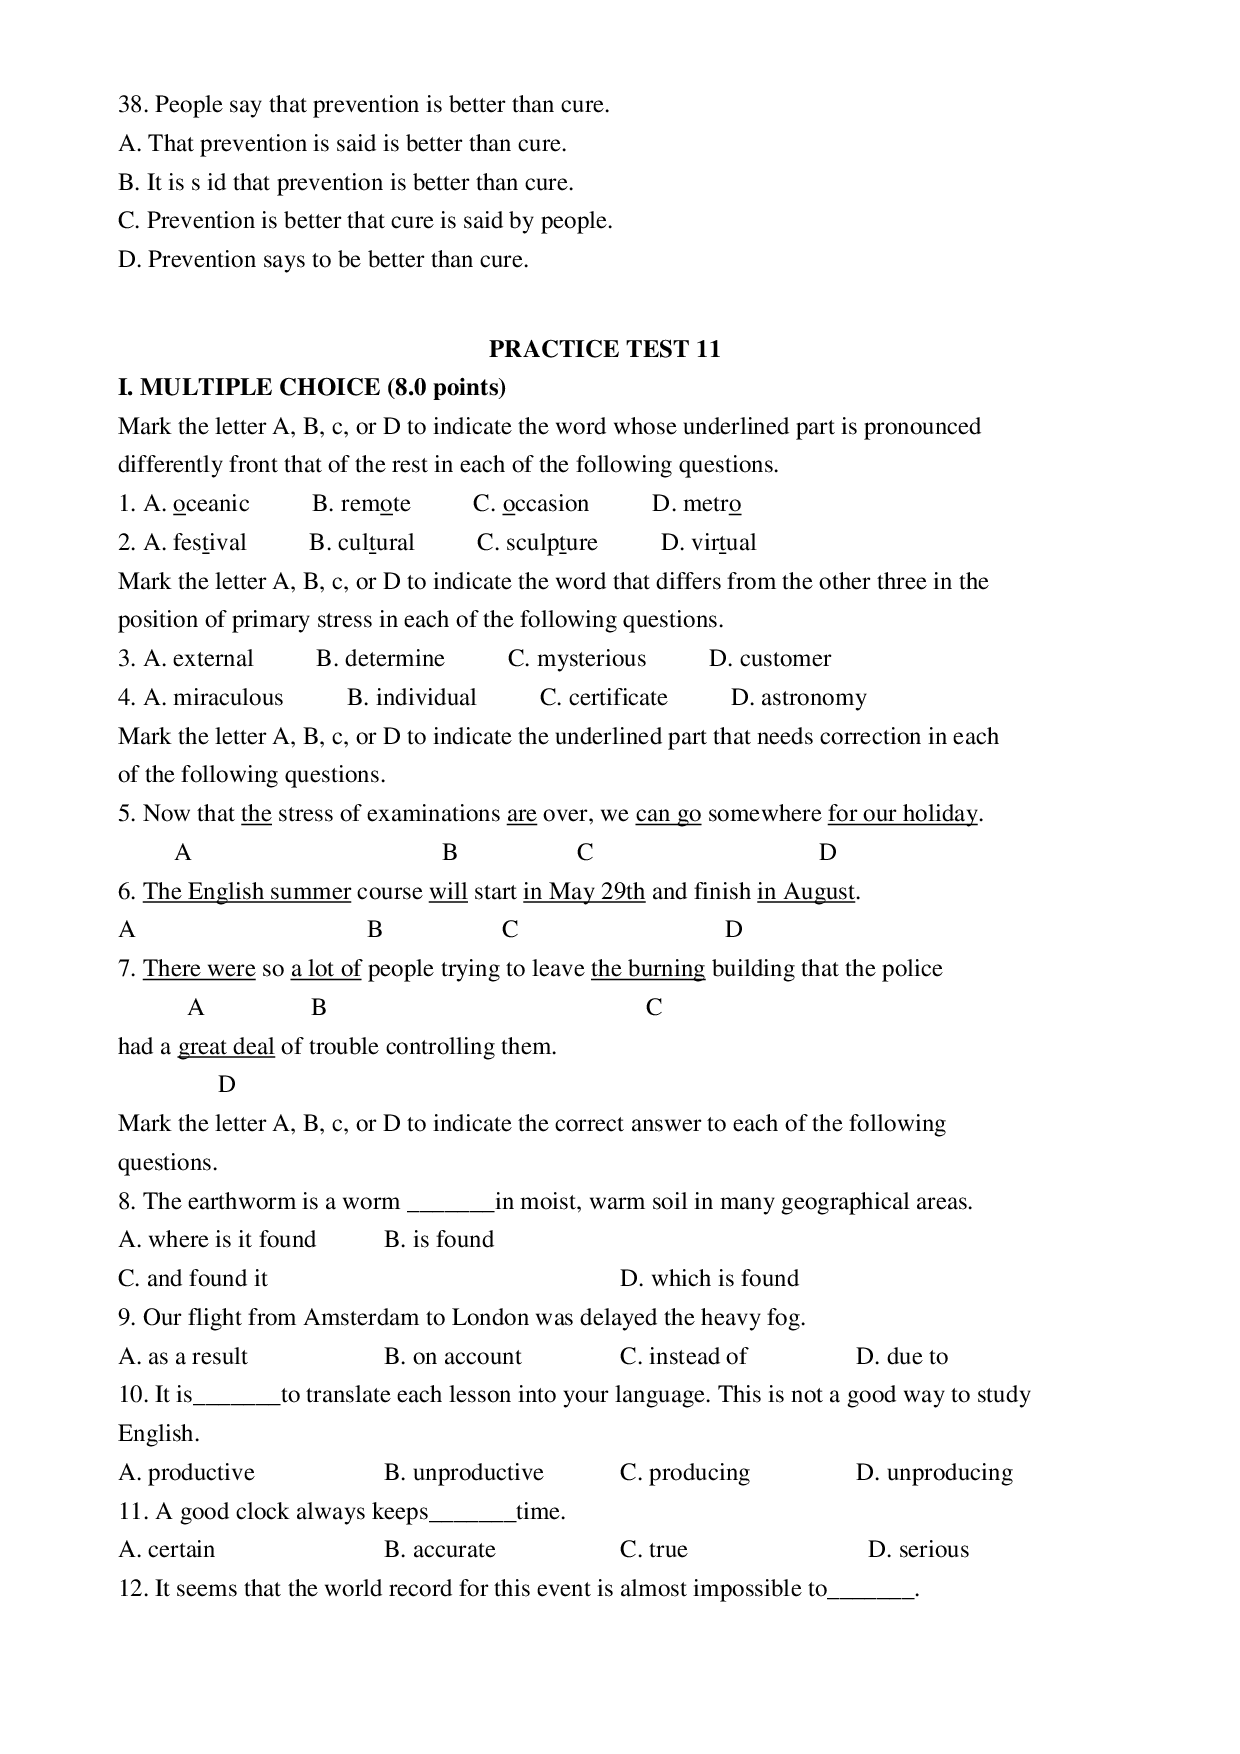 38. People say that prevention is better than cure.
A. That prevention is said is better than cure.
B. It is s id that prevention is better than cure.
C. Prevention is better that cure is said by people.
D. Prevention says to be better than cure.
PRACTICE TEST 11
I. MULTIPLE CHOICE (8.0 points)
Mark the letter A, B, c, or D to indicate the word whose underlined part is pronounced
differently front that of the rest in each of the following questions.
1. A. oceanic B. remote C. occasion D. metro
2. A. festival B. cultural C. sculpture D. virtual
Mark the letter A, B, c, or D to indicate the word that differs from the other three in the
position of primary stress in each of the following questions.
3. A. external B. determine C. mysterious D. customer
4. A. miraculous B. individual C. certificate D. astronomy
Mark the letter A, B, c, or D to indicate the underlined part that needs correction in each
of the following questions.
5. Now that the stress of examinations are over, we can go somewhere for our holiday.
A B C D
6. The English summer course will start in May 29th and finish in August.
A B C D
7. There were so a lot of people trying to leave the burning building that the police
A B C
had a great deal of trouble controlling them.
D
Mark the letter A, B, c, or D to indicate the correct answer to each of the following
questions.
8. The earthworm is a worm _______in moist, warm soil in many geographical areas.
A. where is it found B. is found
C. and found it D. which is found
9. Our flight from Amsterdam to London was delayed the heavy fog.
A. as a result B. on account C. instead of D. due to
10. It is_______to translate each lesson into your language. This is not a good way to study
English.
A. productive B. unproductive C. producing D. unproducing
11. A good clock always keeps_______time.
A. certain B. accurate C. true D. serious
12. It seems that the world record for this event is almost impossible to_______.